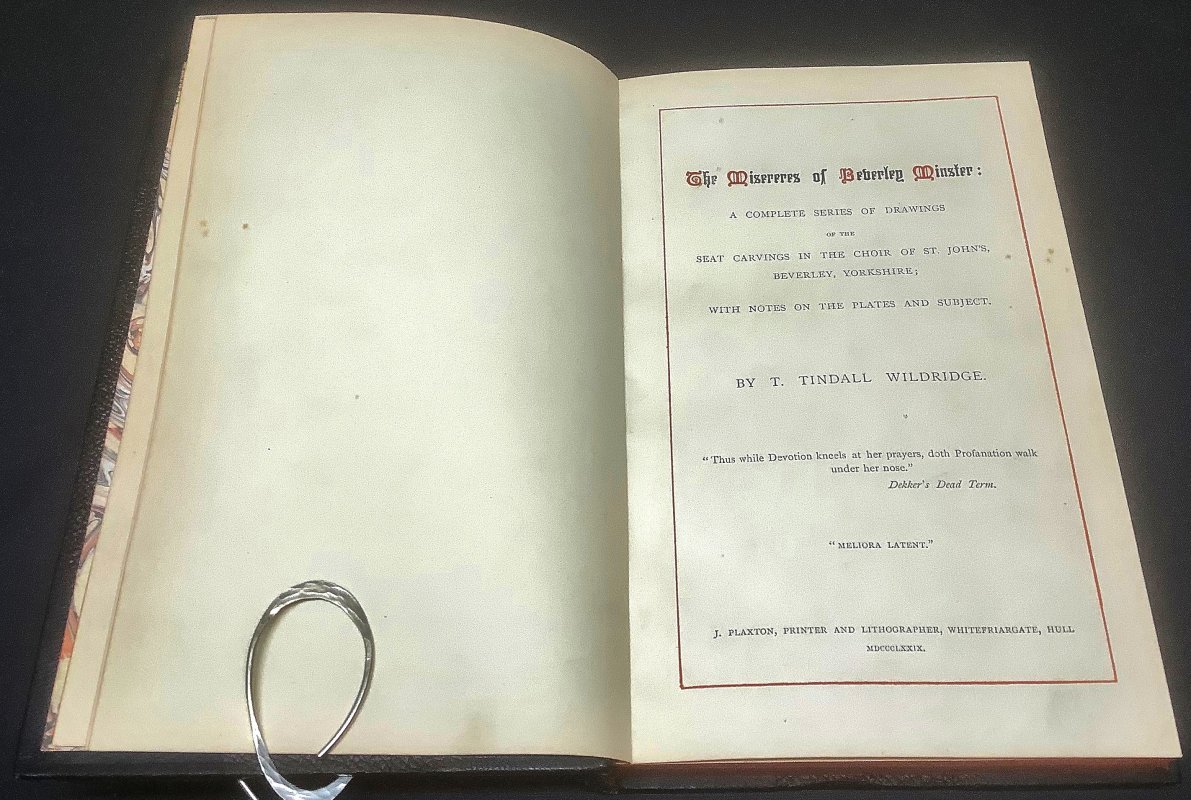 The Misereres of Beverley Minster:
A COMPLETE SERIES OF DRAWINGS
OF THE
SEAT CARVINGS IN THE CHOIR OF ST. JOHN'S,
BEVERLEY, YORKSHIRE;
WITH NOTES ON THE PLATES AND SUBJECT.
BY T. TINDALL WILDRIDGE.
"Thus while Devotion kneels at her prayers, doth Profanation walk
under her nose."
Dekker's Dead Term.
"MELIORA LATENT."
J. PLAXTON, PRINTER AND LITHOGRAPHER, WHITEFRIARGATE, HULL
MDCCCLXXIX.